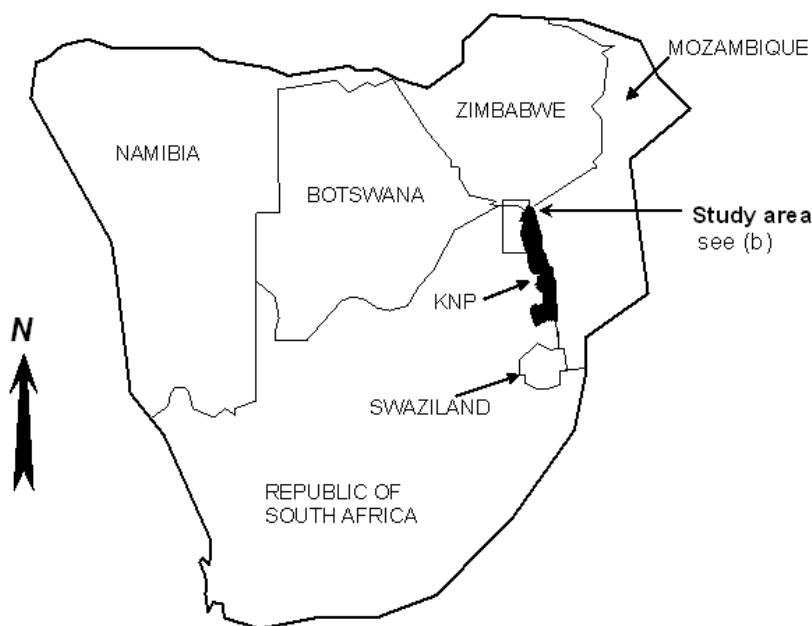 MOZAMBIQUE
ZIMBABWE
NAMIBIA
BOTSWANA
Study area
see (b)
KNP
N
SWAZILAND
REPUBLIC OF
SOUTH AFRICA